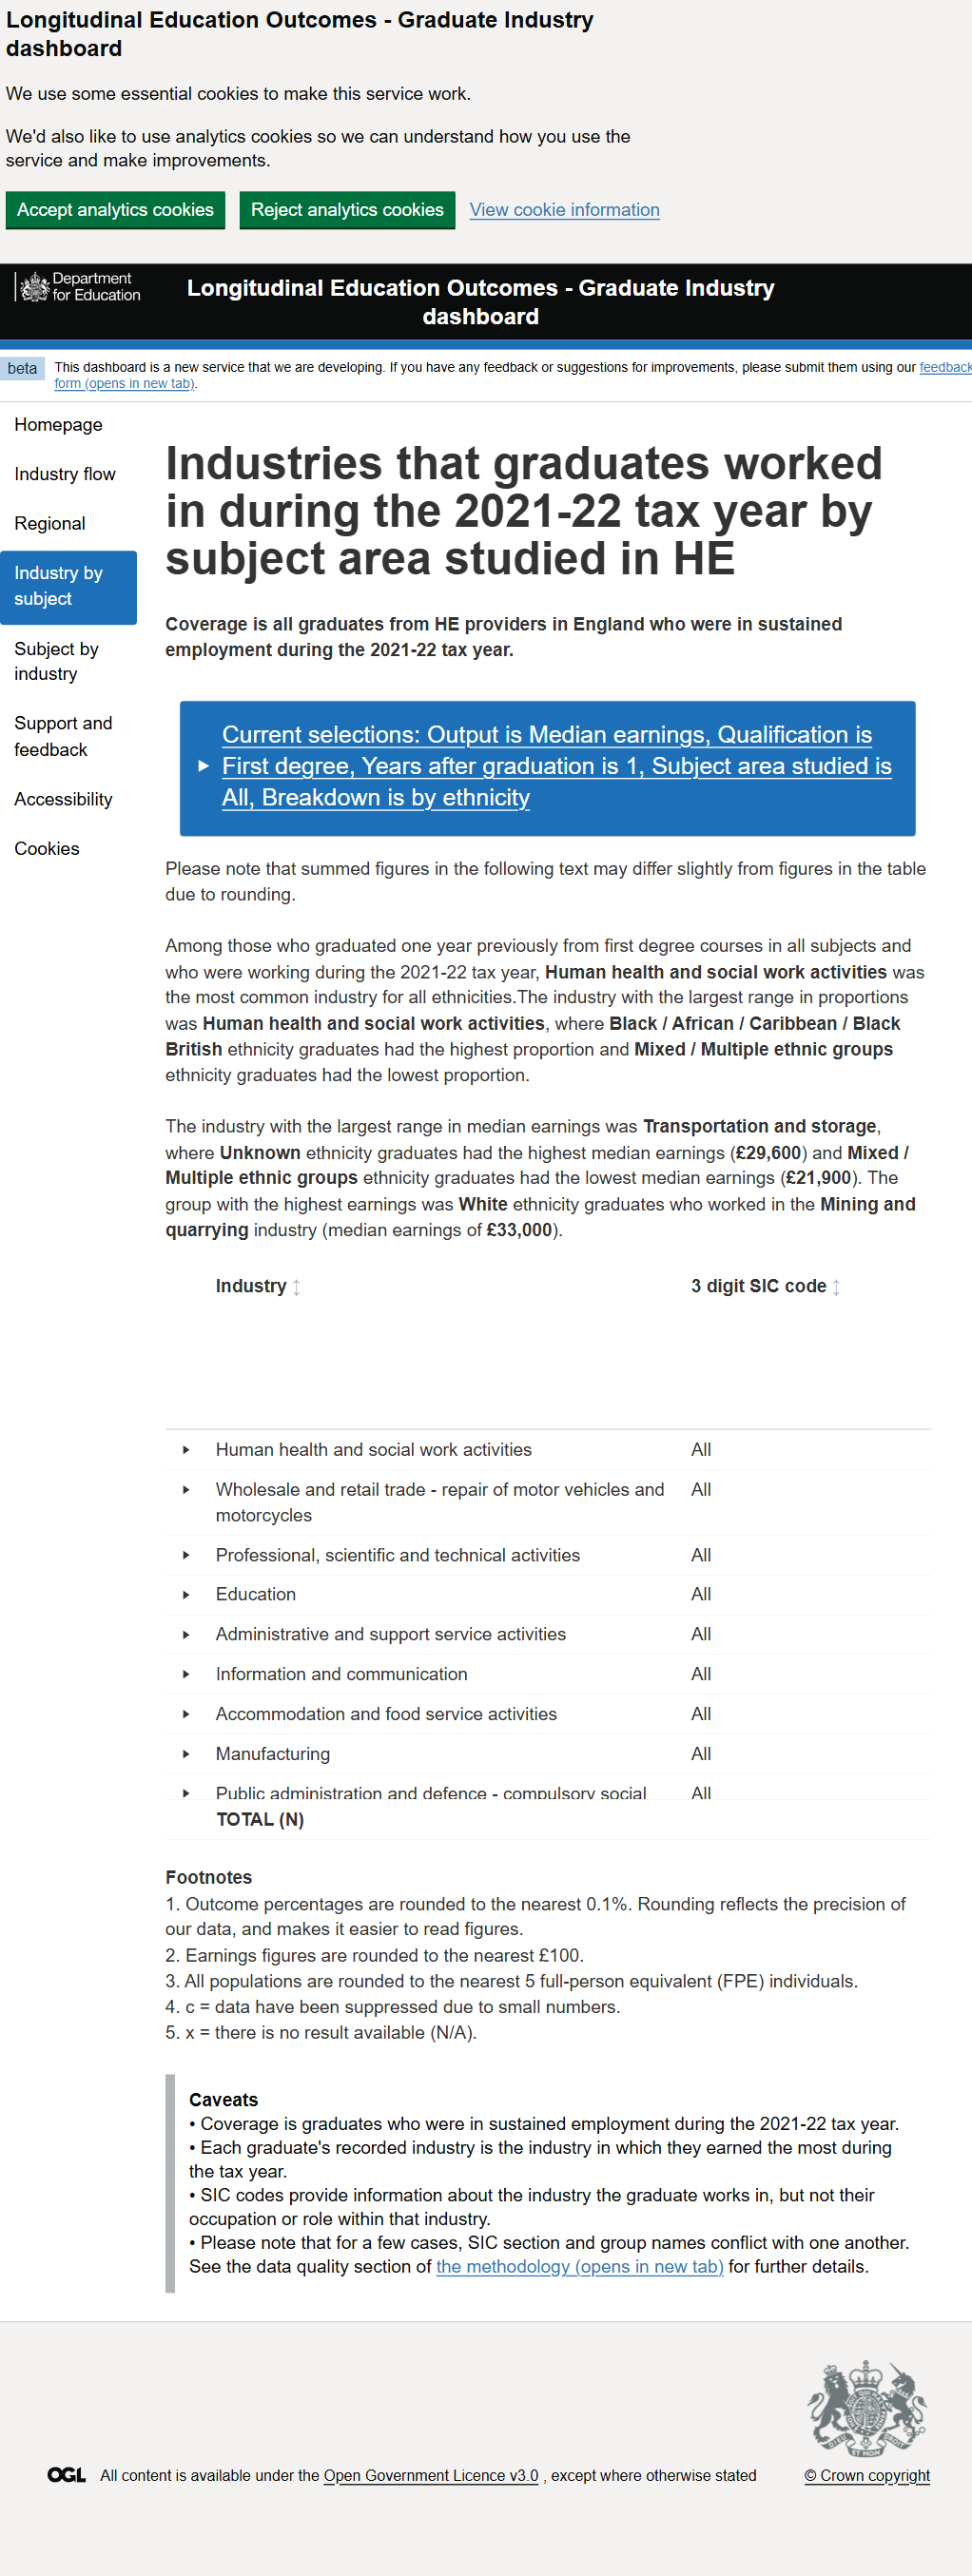 Longitudinal Education Outcomes - Graduate Industry
dashboard
We use some essential cookies to make this service work.
We'd also like to use analytics cookies so we can understand how you use the
service and make improvements.
Accept analytics cookies
Reject analytics cookies
View cookie information
Department
for Education
Longitudinal Education Outcomes - Graduate Industry
dashboard
beta
This dashboard is a new service that we are developing. If you have any feedback or suggestions for improvements, please submit them using our feedback
form (opens in new tab).
Homepage
Industry flow
Regional
Industry by
subject
Subject by
industry
Support and
feedback
Accessibility
Cookies
Industries that graduates worked
in during the 2021-22 tax year by
subject area studied in HE
Coverage is all graduates from HE providers in England who were in sustained
employment during the 2021-22 tax year.
Current selections: Output is Median earnings, Qualification is
First degree, Years after graduation is 1, Subject area studied is
All, Breakdown is by ethnicity
Please note that summed figures in the following text may differ slightly from figures in the table
due to rounding.
Among those who graduated one year previously from first degree courses in all subjects and
who were working during the 2021-22 tax year, Human health and social work activities was
the most common industry for all ethnicities.The industry with the largest range in proportions
was Human health and social work activities, where Black / African / Caribbean / Black
British ethnicity graduates had the highest proportion and Mixed / Multiple ethnic groups
ethnicity graduates had the lowest proportion.
The industry with the largest range in median earnings was Transportation and storage,
where Unknown ethnicity graduates had the highest median earnings (£29,600) and Mixed /
Multiple ethnic groups ethnicity graduates had the lowest median earnings (£21,900). The
group with the highest earnings was White ethnicity graduates who worked in the Mining and
quarrying industry (median earnings of £33,000).
Industry 3 digit SIC code
Human health and social work activities All
Wholesale and retail trade - repair of motor vehicles and All
motorcycles
Professional, scientific and technical activities All
Education All
Administrative and support service activities All
Information and communication All
Accommodation and food service activities All
Manufacturing All
Public administration and defence - compulsory social All
TOTAL (N)
Footnotes
1. Outcome percentages are rounded to the nearest 0.1%. Rounding reflects the precision of
our data, and makes it easier to read figures.
2. Earnings figures are rounded to the nearest £100.
3. All populations are rounded to the nearest 5 full-person equivalent (FPE) individuals.
4. c = data have been suppressed due to small numbers.
5. x = there is no result available (N/A).
Caveats
• Coverage is graduates who were in sustained employment during the 2021-22 tax year.
• Each graduate's recorded industry is the industry in which they earned the most during
the tax year.
• SIC codes provide information about the industry the graduate works in, but not their
occupation or role within that industry.
• Please note that for a few cases, SIC section and group names conflict with one another.
See the data quality section of the methodology (opens in new tab) for further details.
OGL All content is available under the Open Government Licence v3.0 , except where otherwise stated
© Crown copyright